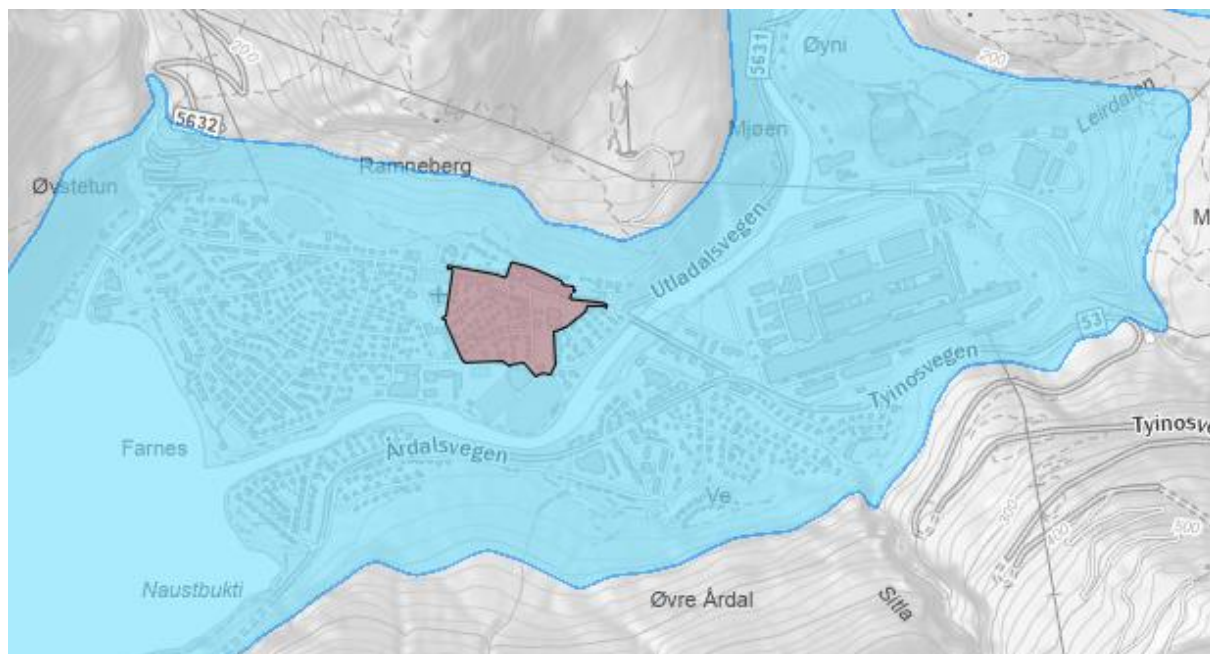 Øyni
200
200
5631
Leirdalen
5632
Mjøen
Ramneberg
Øvstetun
M
Utladalsvegen
53
Tyinosvegen
Tyinosve
Farnes
Årdalsvegen
Ve
300
400
500
Naustbukti
Øvre Årdal
Sitla